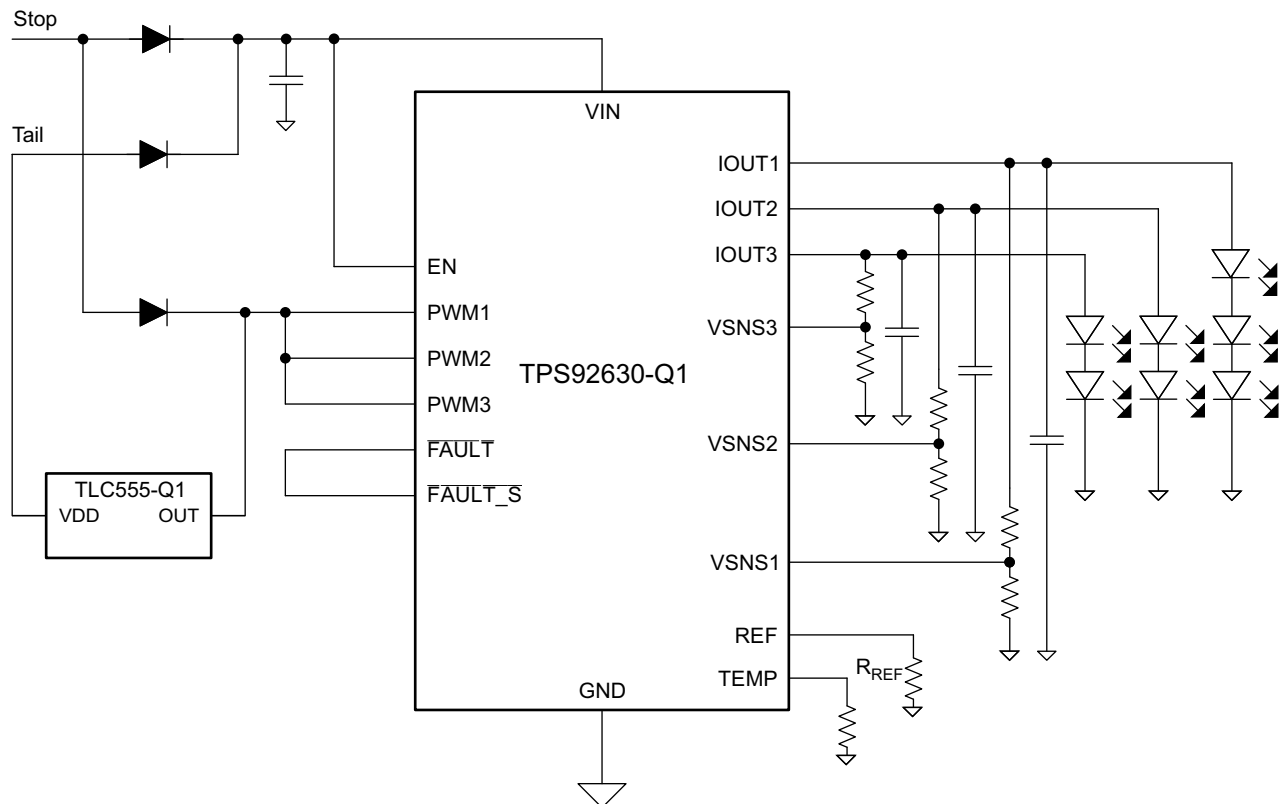 Stop
Tail
VIN
IOUT1
IOUT2
IOUT3
EN
PWM1
PWM2
PWM3
FAULT
FAULT_S
TPS92630-Q1
VSNS3
VSNS2
VSNS1
REF
TEMP
GND
TLC555-Q1
VDD OUT
RREF